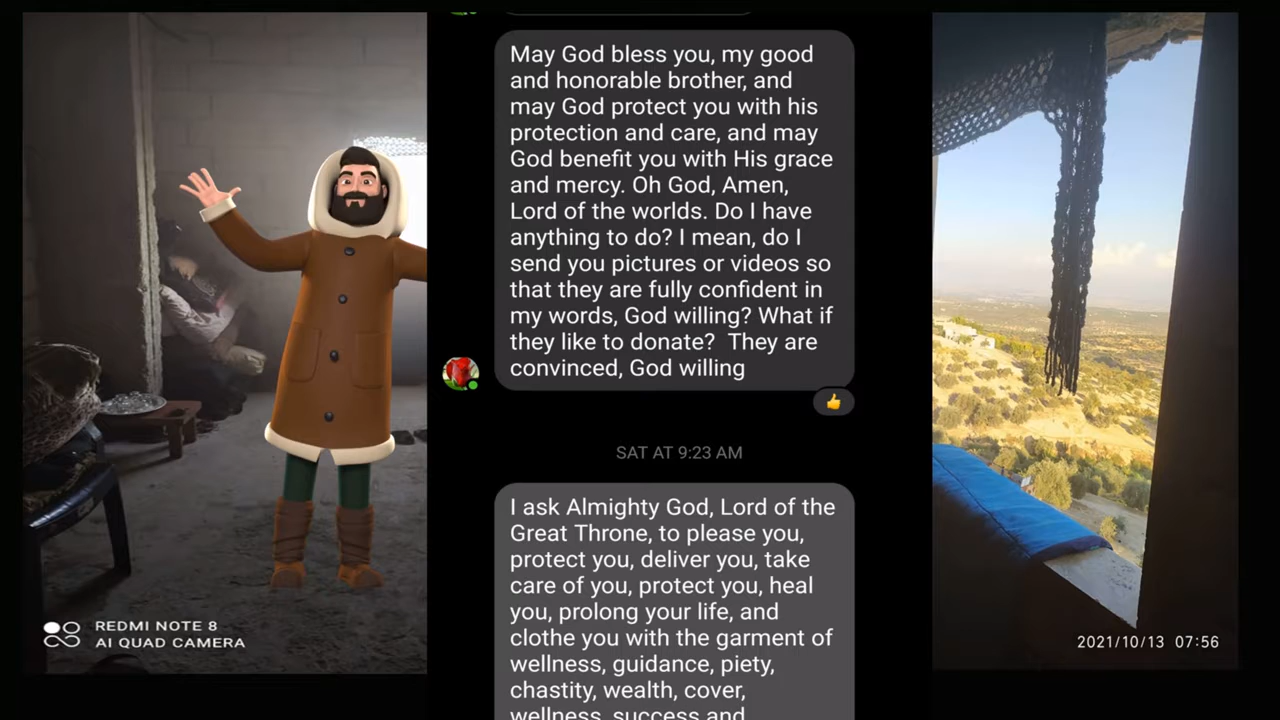 May God bless you, my good
and honorable brother, and
may God protect you with his
protection and care, and may
God benefit you with His grace
and mercy. Oh God, Amen,
Lord of the worlds. Do I have
anything to do? I mean, do I
send you pictures or videos so
that they are fully confident in
my words, God willing? What if
they like to donate?  They are
convinced, God willing
SAT AT 9:23 AM
I ask Almighty God, Lord of the
Great Throne, to please you,
protect you, deliver you, take
care of you, protect you, heal
you, prolong your life, and
clothe you with the garment of
wellness, guidance, piety,
chastity, wealth, cover,
wellness, success and
REDMI NOTE 8
AI QUAD CAMERA
2021/10/13 07:56